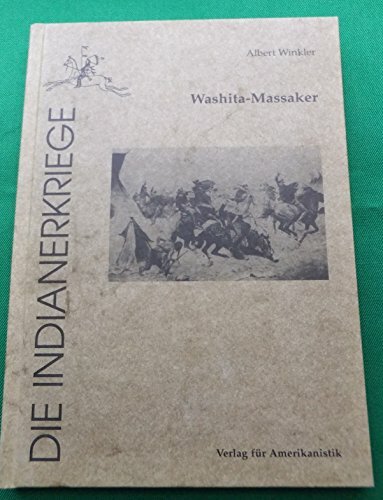 Albert Winkler
Washita-Massaker
DIE INDIANERKRIEGE
Verlag für Amerikanistik